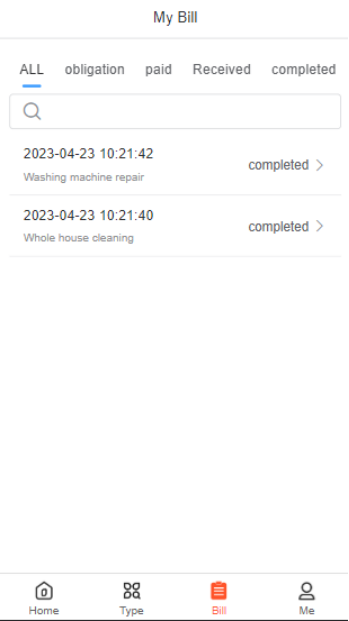 My Bill
ALL obligation paid Received completed
2023-04-23 10:21:42
Washing machine repair
completed
2023-04-23 10:21:40
Whole house cleaning
completed
Home Type Bill Me